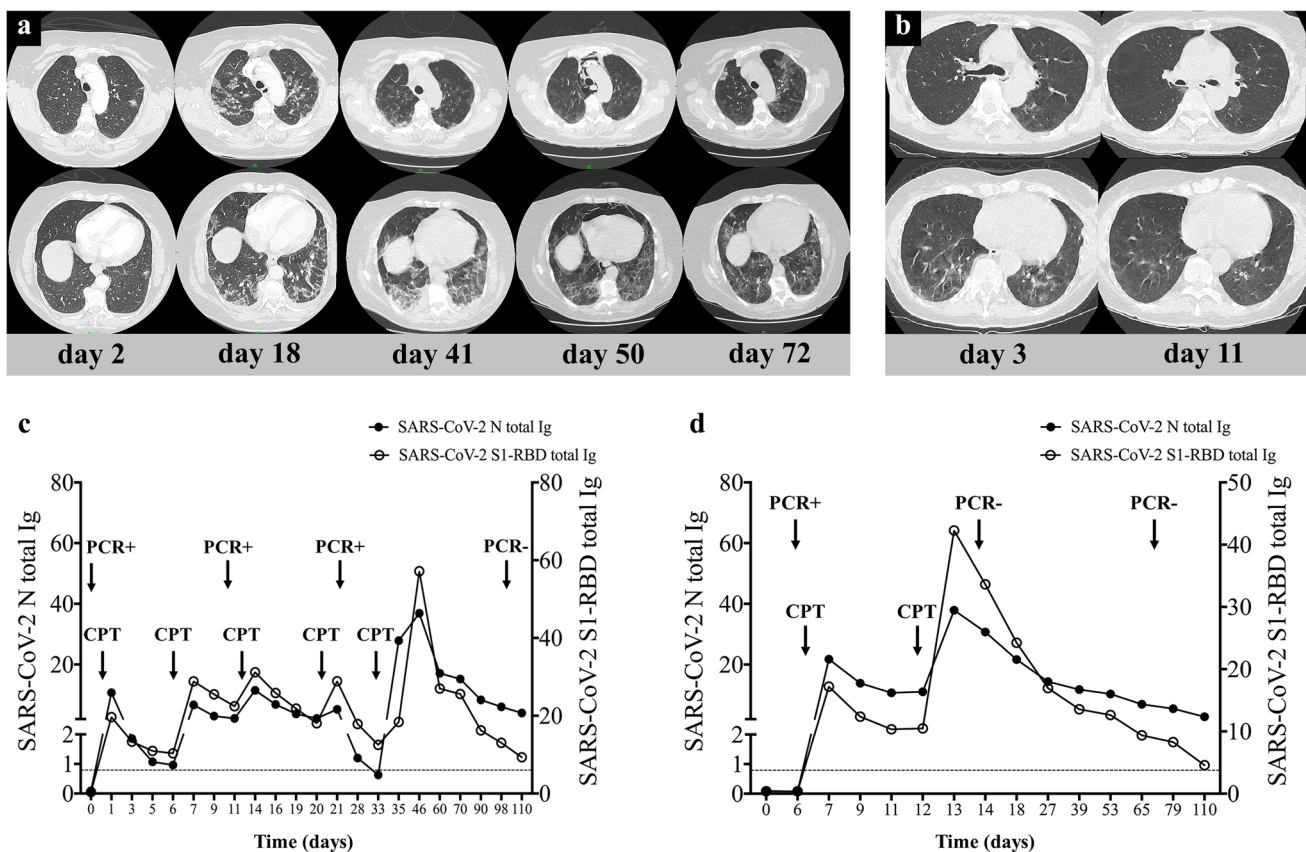 a
b
day 2
day 18
day 41
day 50
day 72
day 3
day 11
c
SARS-CoV-2 N total Ig
SARS-CoV-2 S1-RBD total Ig
SARS-CoV-2 N total Ig
80
60
40
20
2
1
0
PCR+
PCR+
PCR+
PCR-
CPT
CPT
CPT
CPT
CPT
80
60
40
20
0
SARS-CoV-2 S1-RBD total Ig
0 1 3 5 6 7 9 11 14 16 19 20 21 28 33 35 46 60 70 90 98 110
Time (days)
d
SARS-CoV-2 N total Ig
SARS-CoV-2 S1-RBD total Ig
SARS-CoV-2 N total Ig
80
60
40
20
2
1
0
PCR+
PCR-
PCR-
CPT
CPT
50
40
30
20
10
0
SARS-CoV-2 S1-RBD total Ig
0 6 7 9 11 12 13 14 18 27 39 53 65 79 110
Time (days)